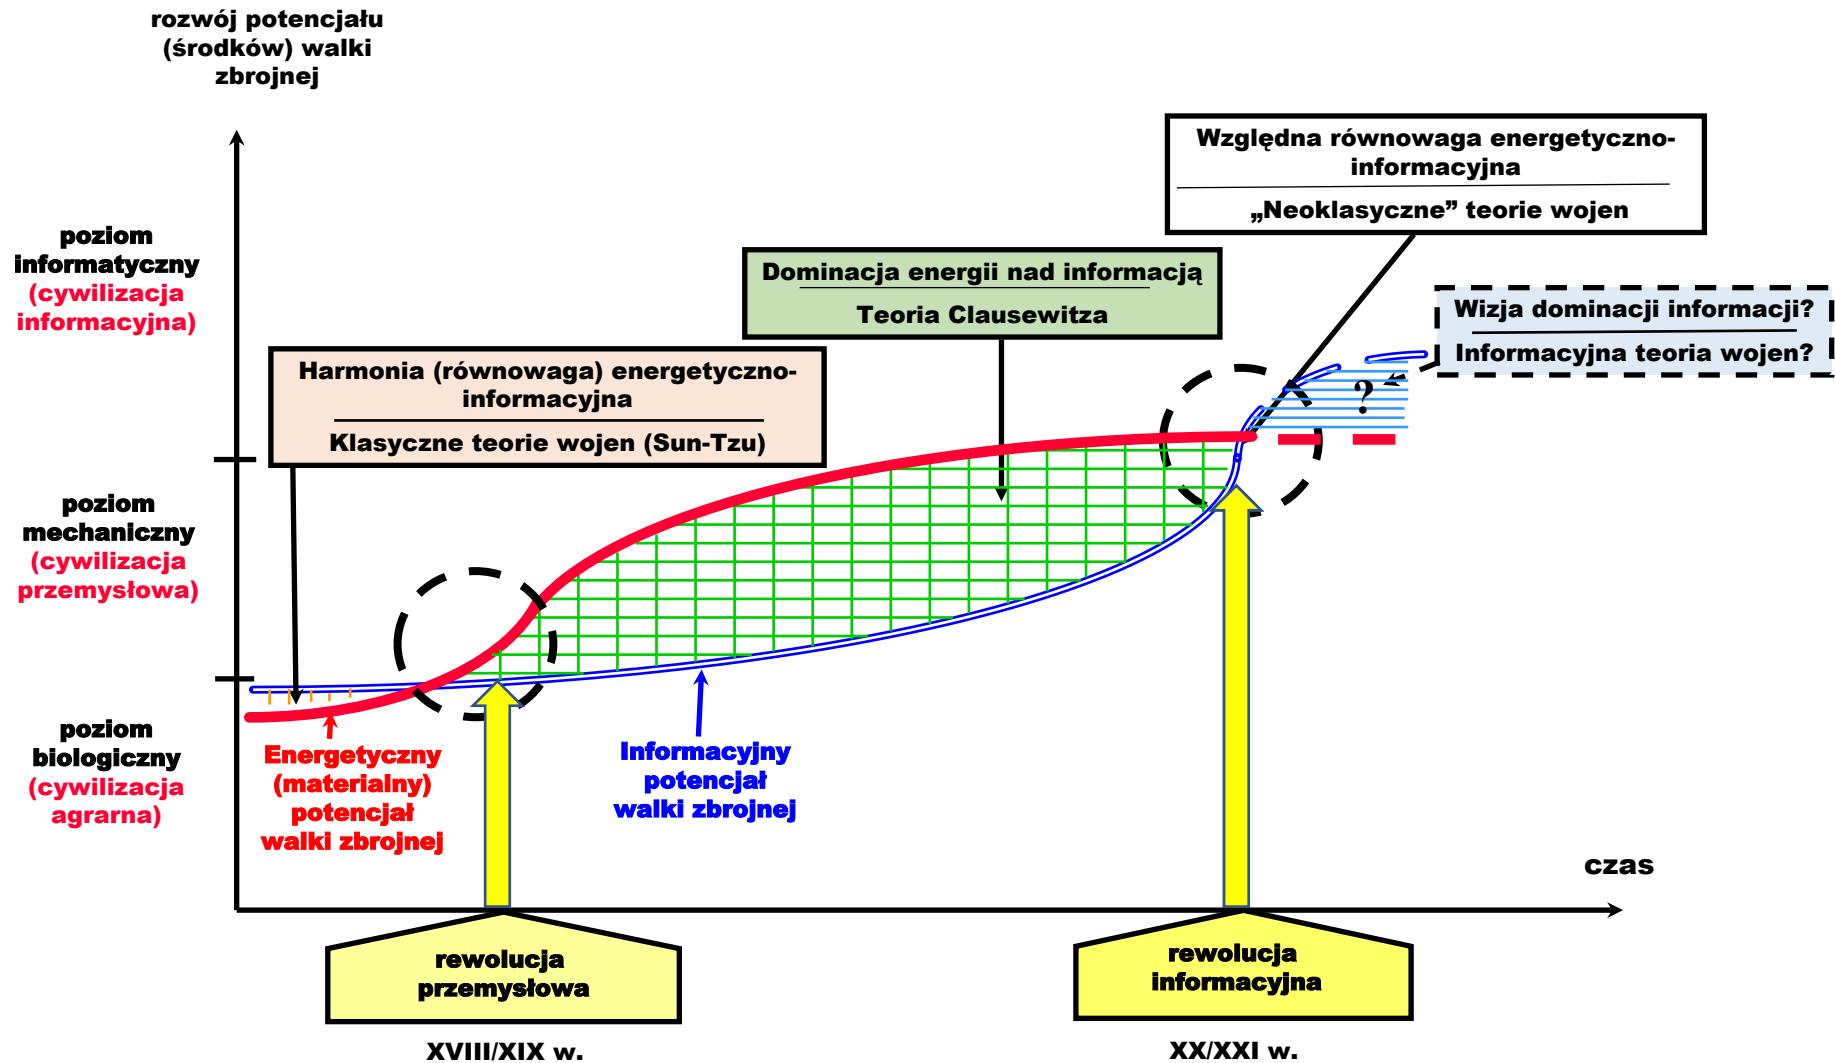 rozwój potencjału
(środków) walki
zbrojnej
Względna równowaga energetyczno-
informacyjna
„Neoklasyczne” teorie wojen
poziom
informatyczny
(cywilizacja
informacyjna)
Dominacja energii nad informacją
Teoria Clausewitza
Wizja dominacji informacji?
Informacyjna teoria wojen?
Harmonia (równowaga) energetyczno-
informacyjna
Klasyczne teorie wojen (Sun-Tzu)
?
poziom
mechaniczny
(cywilizacja
przemysłowa)
poziom
biologiczny
(cywilizacja
agrarna)
Energetyczny
(materialny)
potencjał
walki zbrojnej
Informacyjny
potencjał
walki zbrojnej
czas
rewolucja
przemysłowa
rewolucja
informacyjna
XVIII/XIX w.
XX/XXI w.